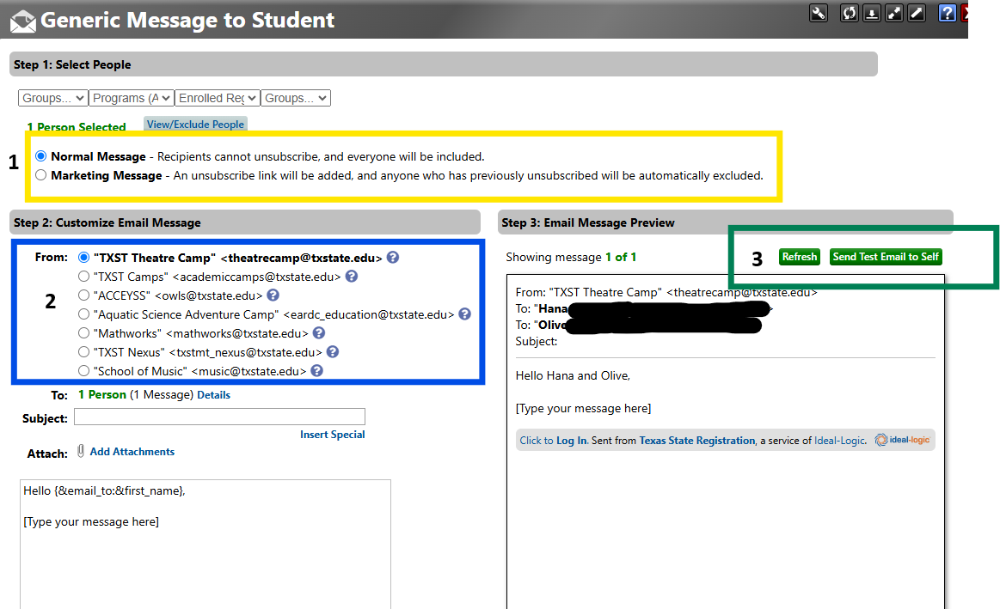 Generic Message to Student
Step 1: Select People
Groups... Programs (A Enrolled Reg Groups...
1 Person Selected View/Exclude People
1
Normal Message - Recipients cannot unsubscribe, and everyone will be included.
Marketing Message - An unsubscribe link will be added, and anyone who has previously unsubscribed will be automatically excluded.
Step 2: Customize Email Message
From: "TXST Theatre Camp" <theatrecamp@txstate.edu> ?
"TXST Camps" <academiccamps@txstate.edu> ?
2
"ACCEYSS" <owls@txstate.edu> ?
"Aquatic Science Adventure Camp" <eardc_education@txstate.edu> ?
"Mathworks" <mathworks@txstate.edu> ?
"TXST Nexus" <txstmt_nexus@txstate.edu> ?
"School of Music" <music@txstate.edu> ?
To: 1 Person (1 Message) Details
Subject:
Insert Special
Attach: Add Attachments
Hello {&email_to:&first_name},
[Type your message here]
Step 3: Email Message Preview
Showing message 1 of 1
3
Refresh Send Test Email to Self
From: "TXST Theatre Camp" <theatrecamp@txstate.edu>
To: "Hana >
To: "Olive
Subject:
Hello Hana and Olive,
[Type your message here]
Click to Log In. Sent from Texas State Registration, a service of Ideal-Logic. ideal-logic